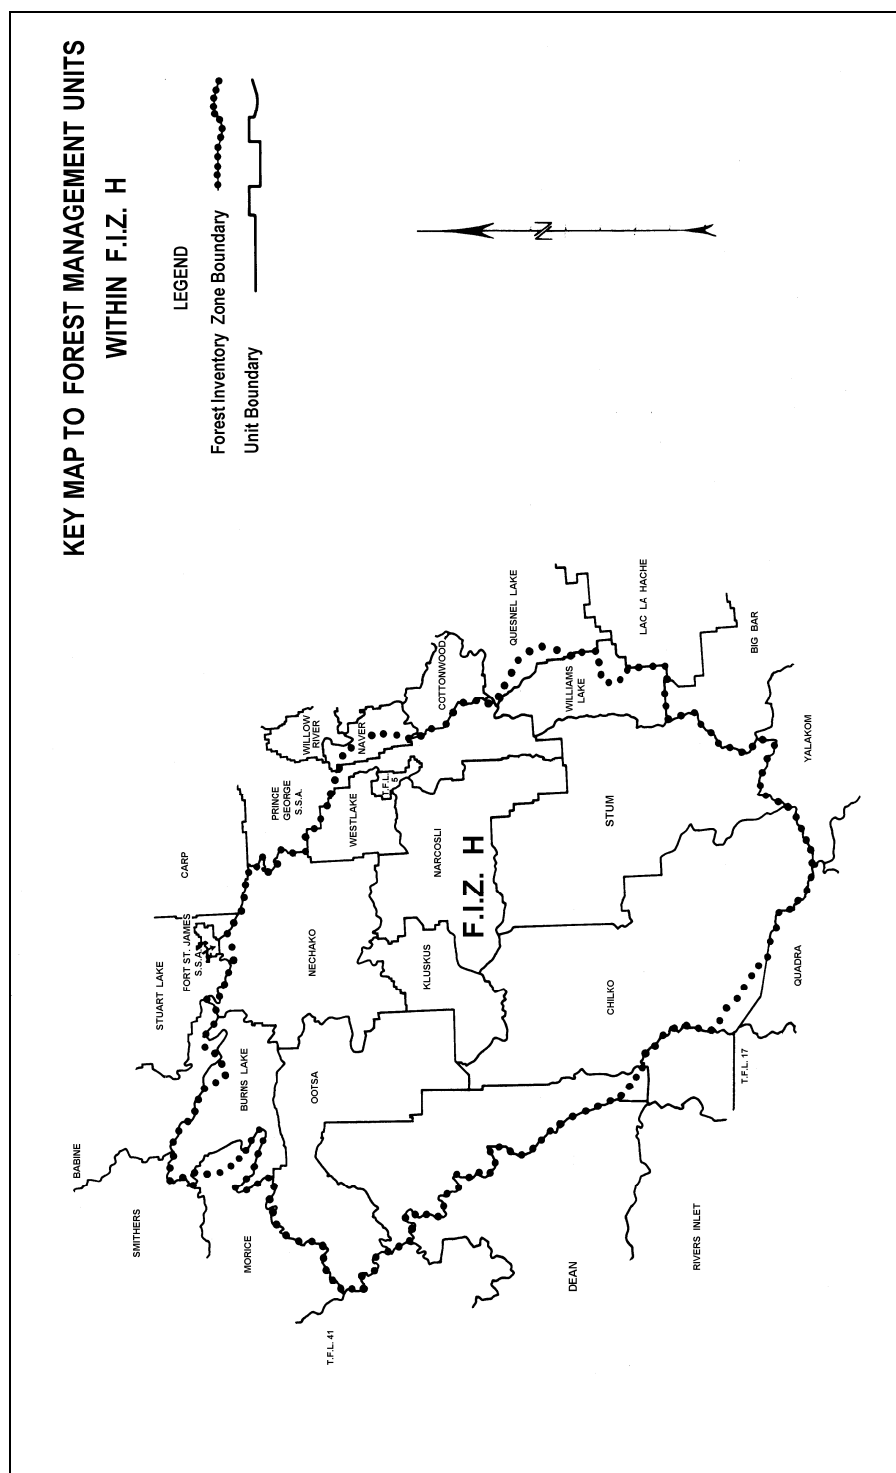 KEY MAP TO FOREST MANAGEMENT UNITS
WITHIN F.I.Z. H
LEGEND
Forest Inventory Zone Boundary
Unit Boundary
N
BABINE
SMITHERS
STUART LAKE
CARP
FORT ST. JAMES
S.S.A.
PRINCE
GEORGE
S.S.A.
WILLOW
RIVER
NAVER
MORICE
BURNS LAKE
OOTSA
NECHAKO
WESTLAKE
T.F.L.
5
COTTONWOOD
T.F.L. 41
KLUSKUS
NARCOSLI
F.I.Z. H
QUESNEL LAKE
DEAN
CHILKO
STUM
WILLIAMS
LAKE
LAC LA HACHE
RIVERS INLET
T.F.L. 17
QUADRA
YALAKOM
BIG BAR